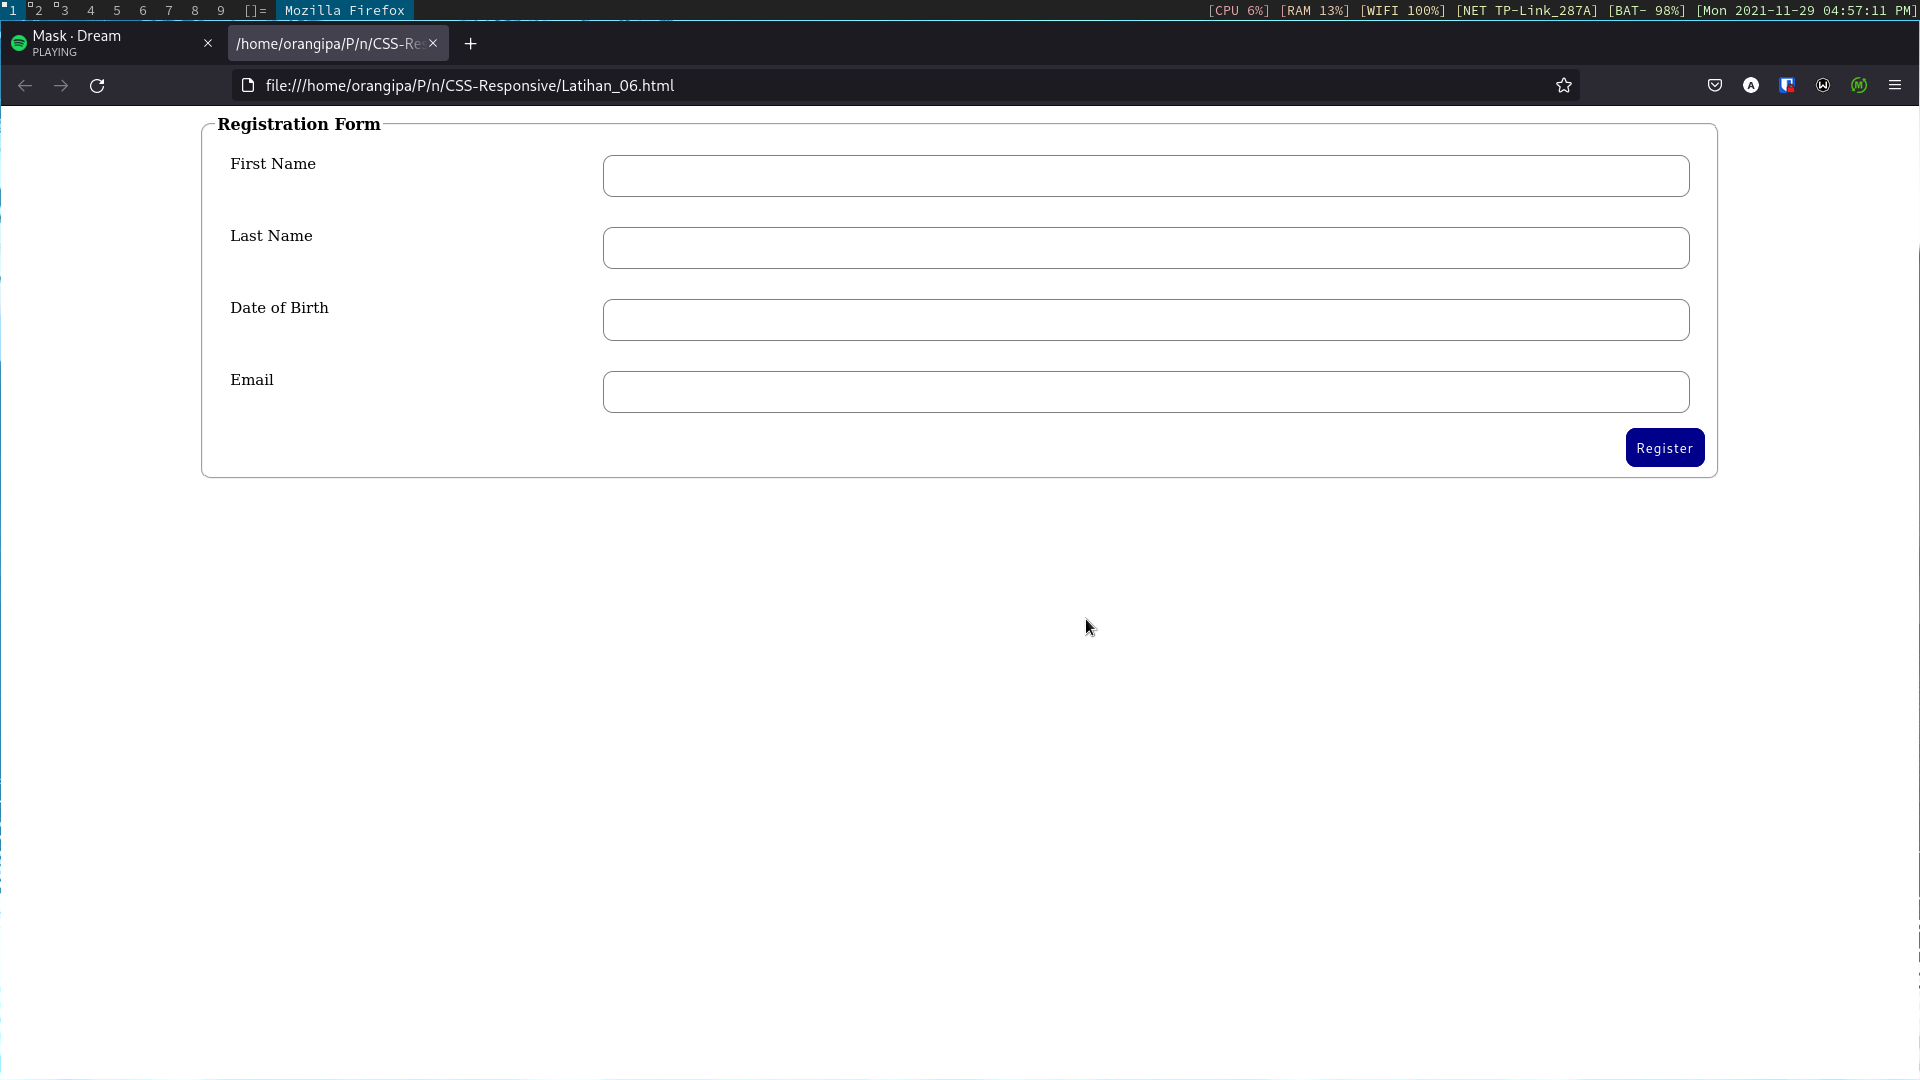 1 2 3 4 5 6 7 8 9 []= Mozilla Firefox [CPU 6%] [RAM 13%] [WIFI 100%] [NET TP-Link_287A] [BAT- 98%] [Mon 2021-11-29 04:57:11 PM]
Mask · Dream
PLAYING
/home/orangipa/P/n/CSS-Re
file:///home/orangipa/P/n/CSS-Responsive/Latihan_06.html
Registration Form
First Name
Last Name
Date of Birth
Email
Register